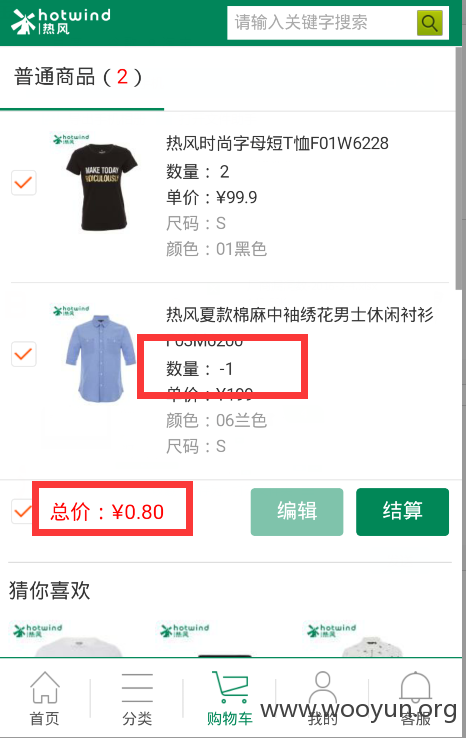 hotwind
热风
请输入关键字搜索
普通商品（2）
hotwind
热风
MAKE TODAY
RIDICULOUSLY
热风时尚字母短T恤F01W6228
数量： 2
单价：¥99.9
尺码：S
颜色：01黑色
hotwind
热风
热风夏款棉麻中袖绣花男士休闲衬衫
F05M6200
数量： -1
单价：¥199
颜色：06兰色
尺码：S
总价：¥0.80
编辑
结算
猜你喜欢
hotwind
热风
hotwind
热风
hotwind
热风
首页
分类
购物车
我的
客服
www.wooyun.org